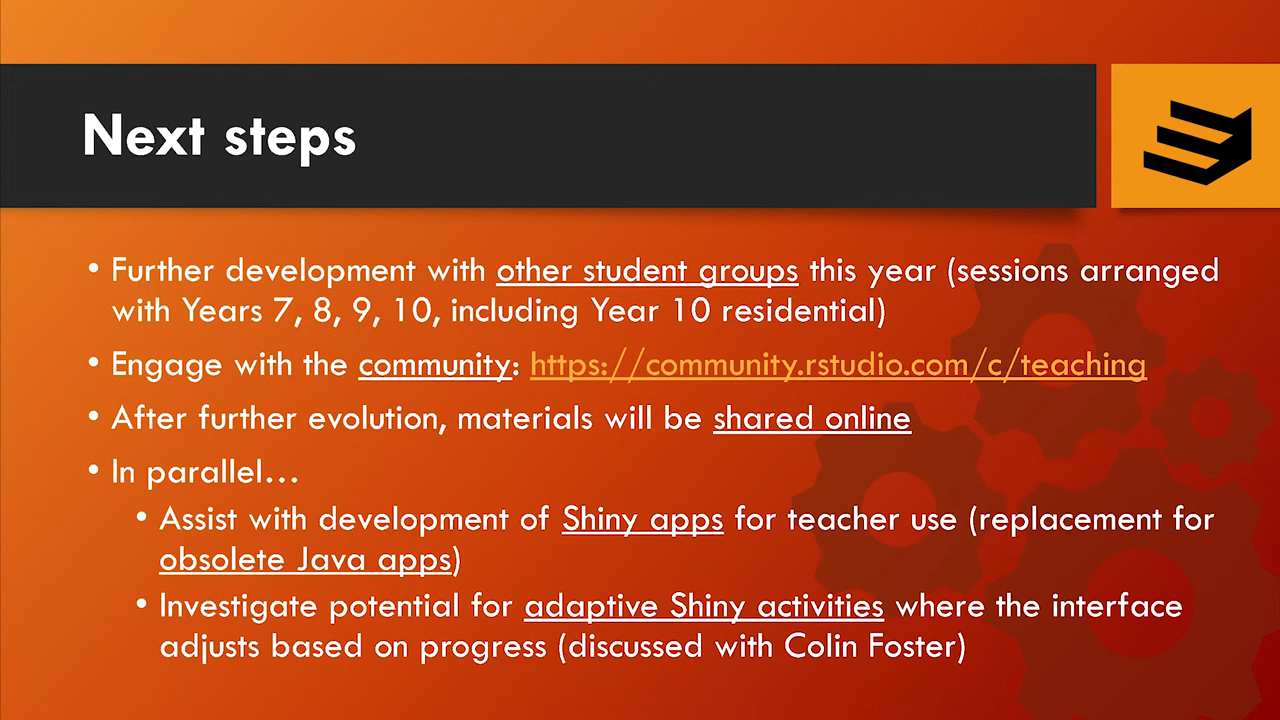 Next steps
• Further development with other student groups this year (sessions arranged
with Years 7, 8, 9, 10, including Year 10 residential)
• Engage with the community: https://community.rstudio.com/c/teaching
• After further evolution, materials will be shared online
• In parallel…
• Assist with development of Shiny apps for teacher use (replacement for
obsolete Java apps)
• Investigate potential for adaptive Shiny activities where the interface
adjusts based on progress (discussed with Colin Foster)